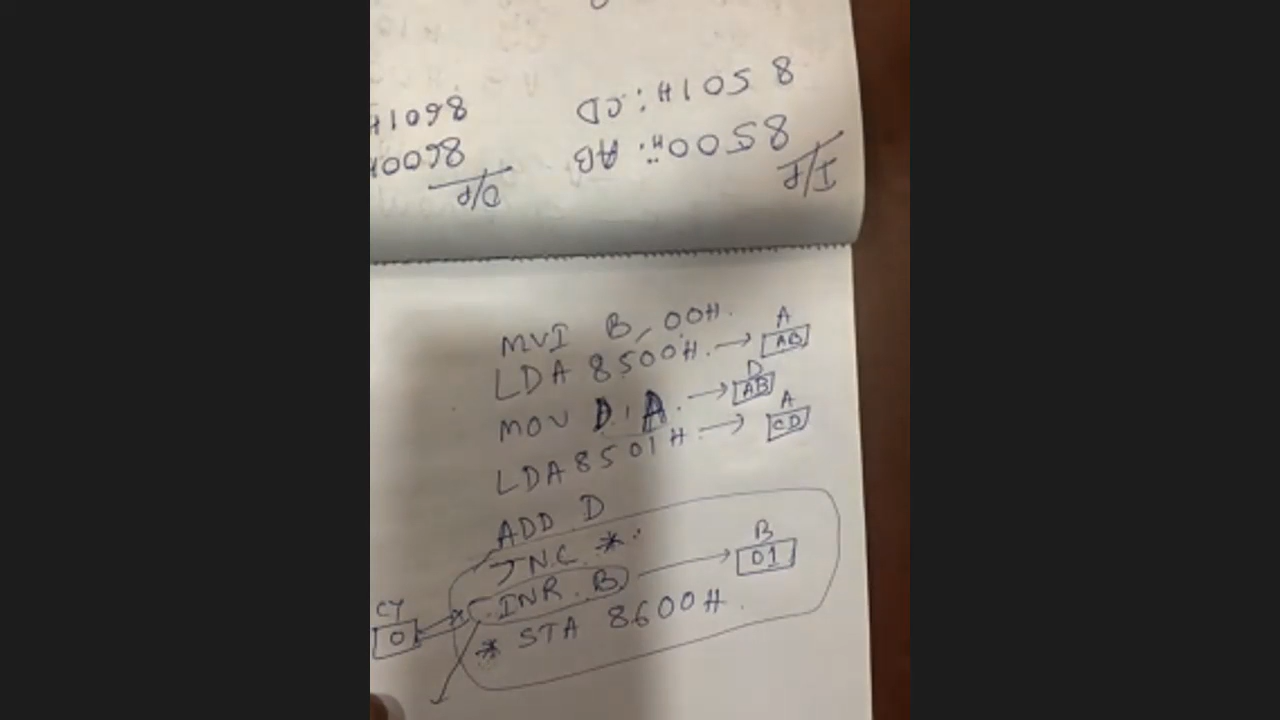 I/P
8500H: AB
8501H: CD
O/P
8600H
8601H
MVI B, 00H.
LDA 8500H. → A AB
MOV D, A. → D AB
LDA 8501H → A CD
ADD D
JNC *
INR B → B 01
* STA 8600H.
CY
0